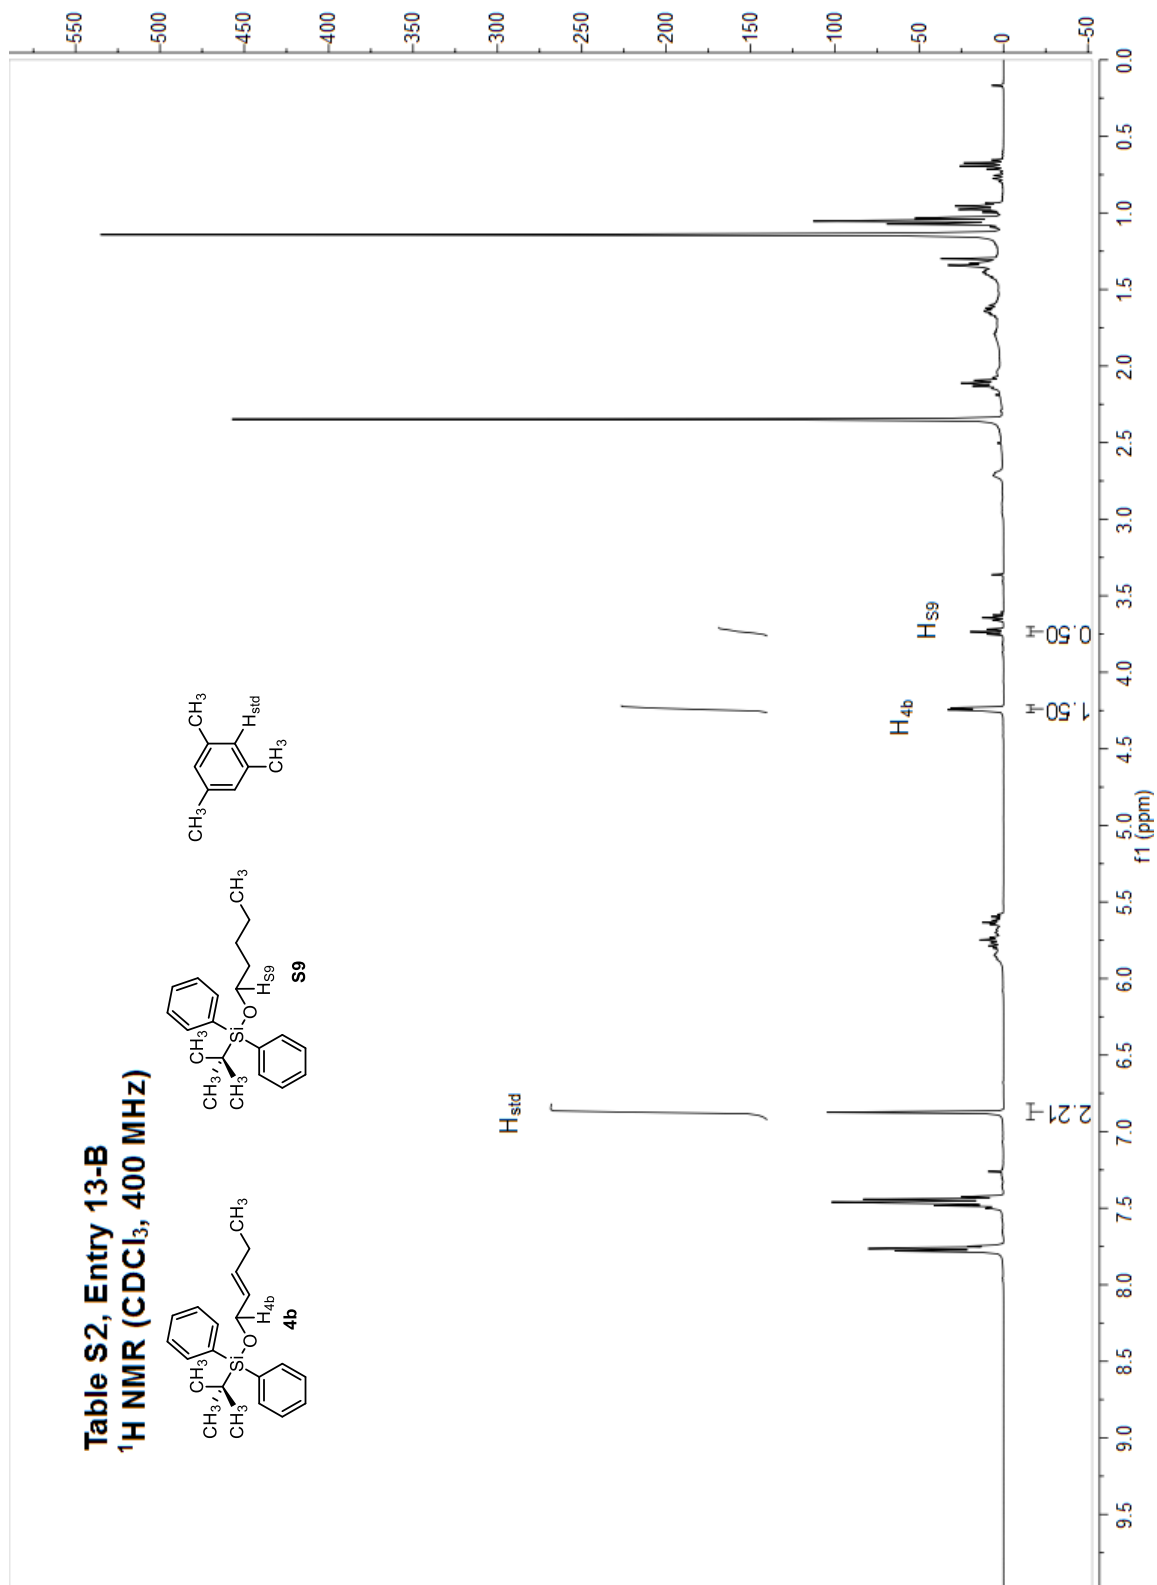 Table S2, Entry 13-B
¹H NMR (CDCl₃, 400 MHz)
CH₃
CH₃
CH₃
Si
O
H4b
CH₃
4b
CH₃
CH₃
CH₃
Si
O
HS9
CH₃
S9
CH₃
CH₃
CH₃
Hstd
Hstd
H4b
HS9
2.21
1.50
0.50
550
500
450
400
350
300
250
200
150
100
50
0
-50
9.5
9.0
8.5
8.0
7.5
7.0
6.5
6.0
5.5
5.0
4.5
4.0
3.5
3.0
2.5
2.0
1.5
1.0
0.5
0.0
f1 (ppm)